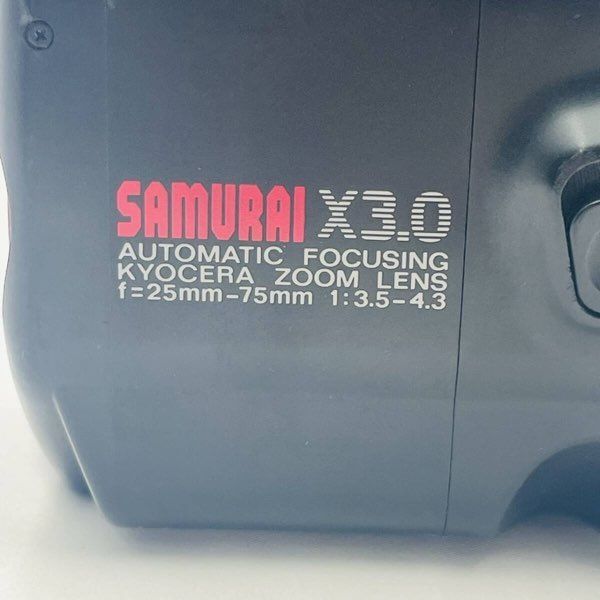 SAMURAI X3.0
AUTOMATIC FOCUSING
KYOCERA ZOOM LENS
f=25mm-75mm 1:3.5-4.3